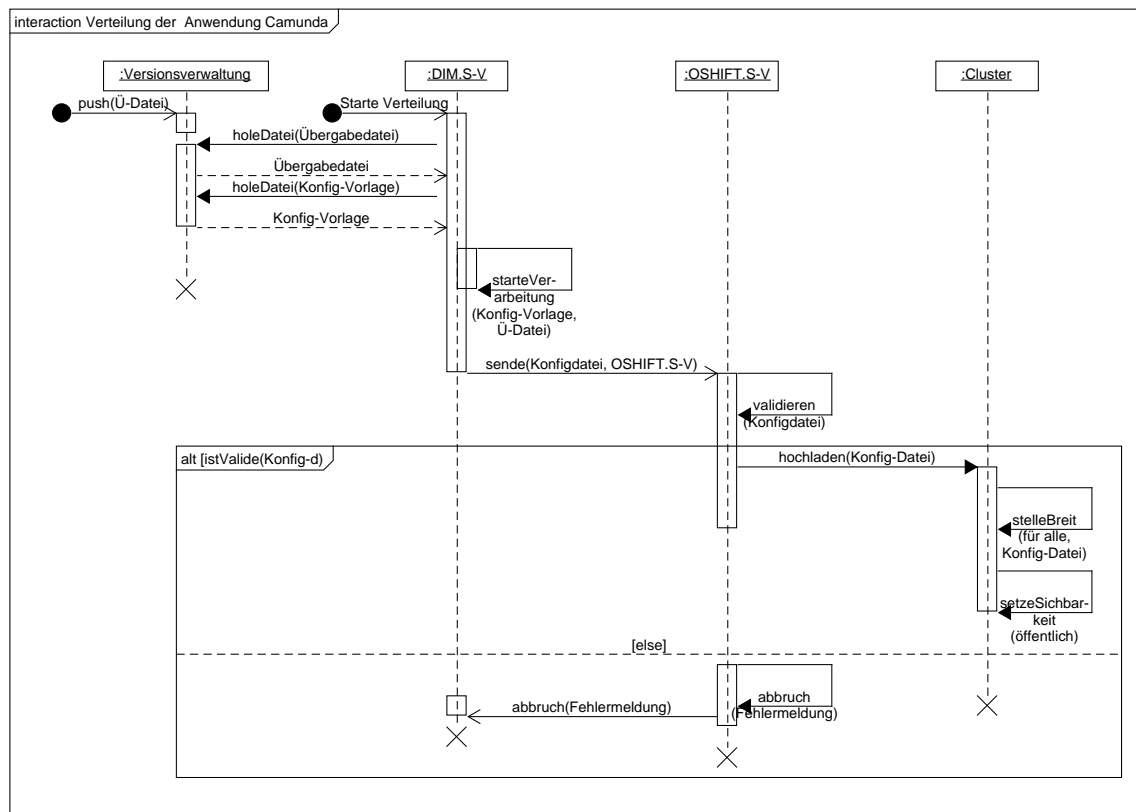 interaction Verteilung der  Anwendung Camunda
:Versionsverwaltung
:DIM.S-V
:OSHIFT.S-V
:Cluster
push(Ü-Datei)
Starte Verteilung
holeDatei(Übergabedatei)
Übergabedatei
holeDatei(Konfig-Vorlage)
Konfig-Vorlage
starteVer-
arbeitung
(Konfig-Vorlage,
Ü-Datei)
sende(Konfigdatei, OSHIFT.S-V)
validieren
(Konfigdatei)
alt [istValide(Konfig-d)
hochladen(Konfig-Datei)
stelleBreit
(für alle,
Konfig-Datei)
setzeSichbar-
keit
(öffentlich)
[else]
abbruch
(Fehlermeldung)
abbruch(Fehlermeldung)